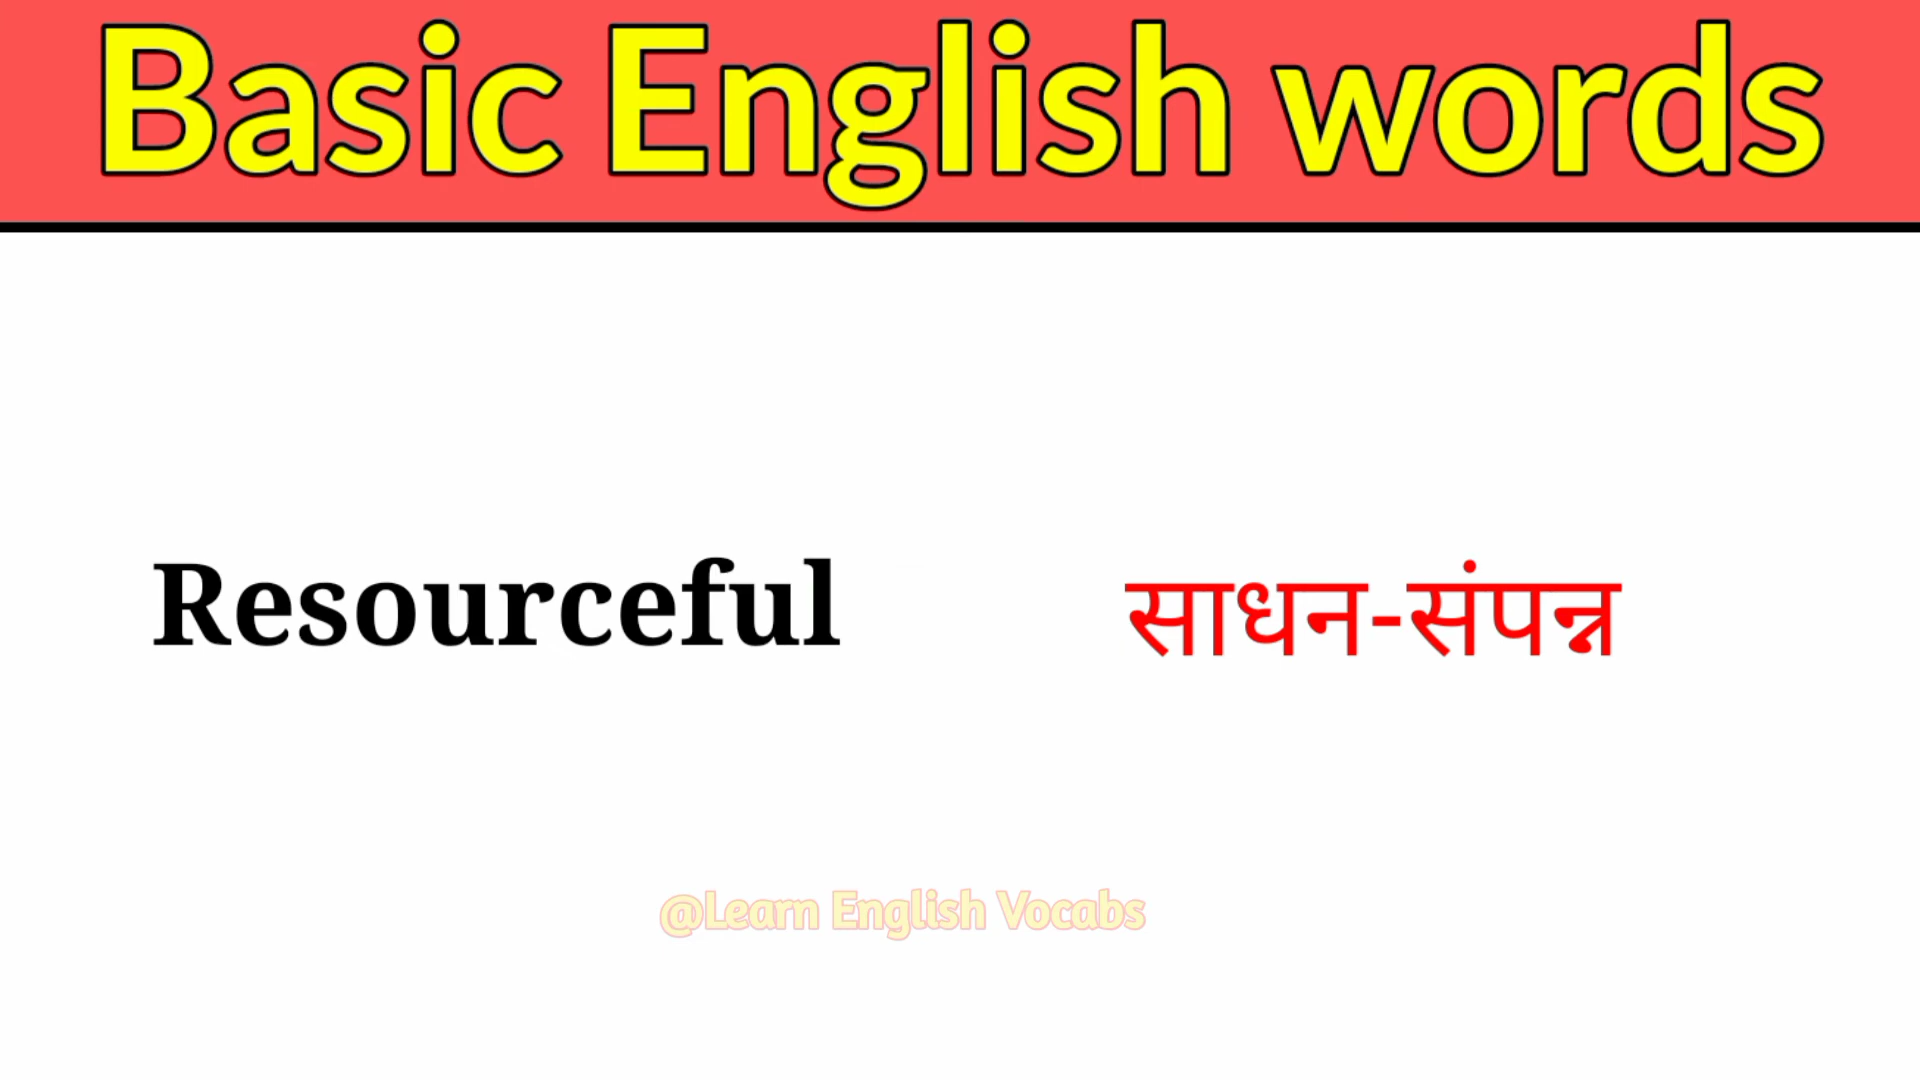 Basic English words
Resourceful साधन-संपन्न
@Learn English Vocabs